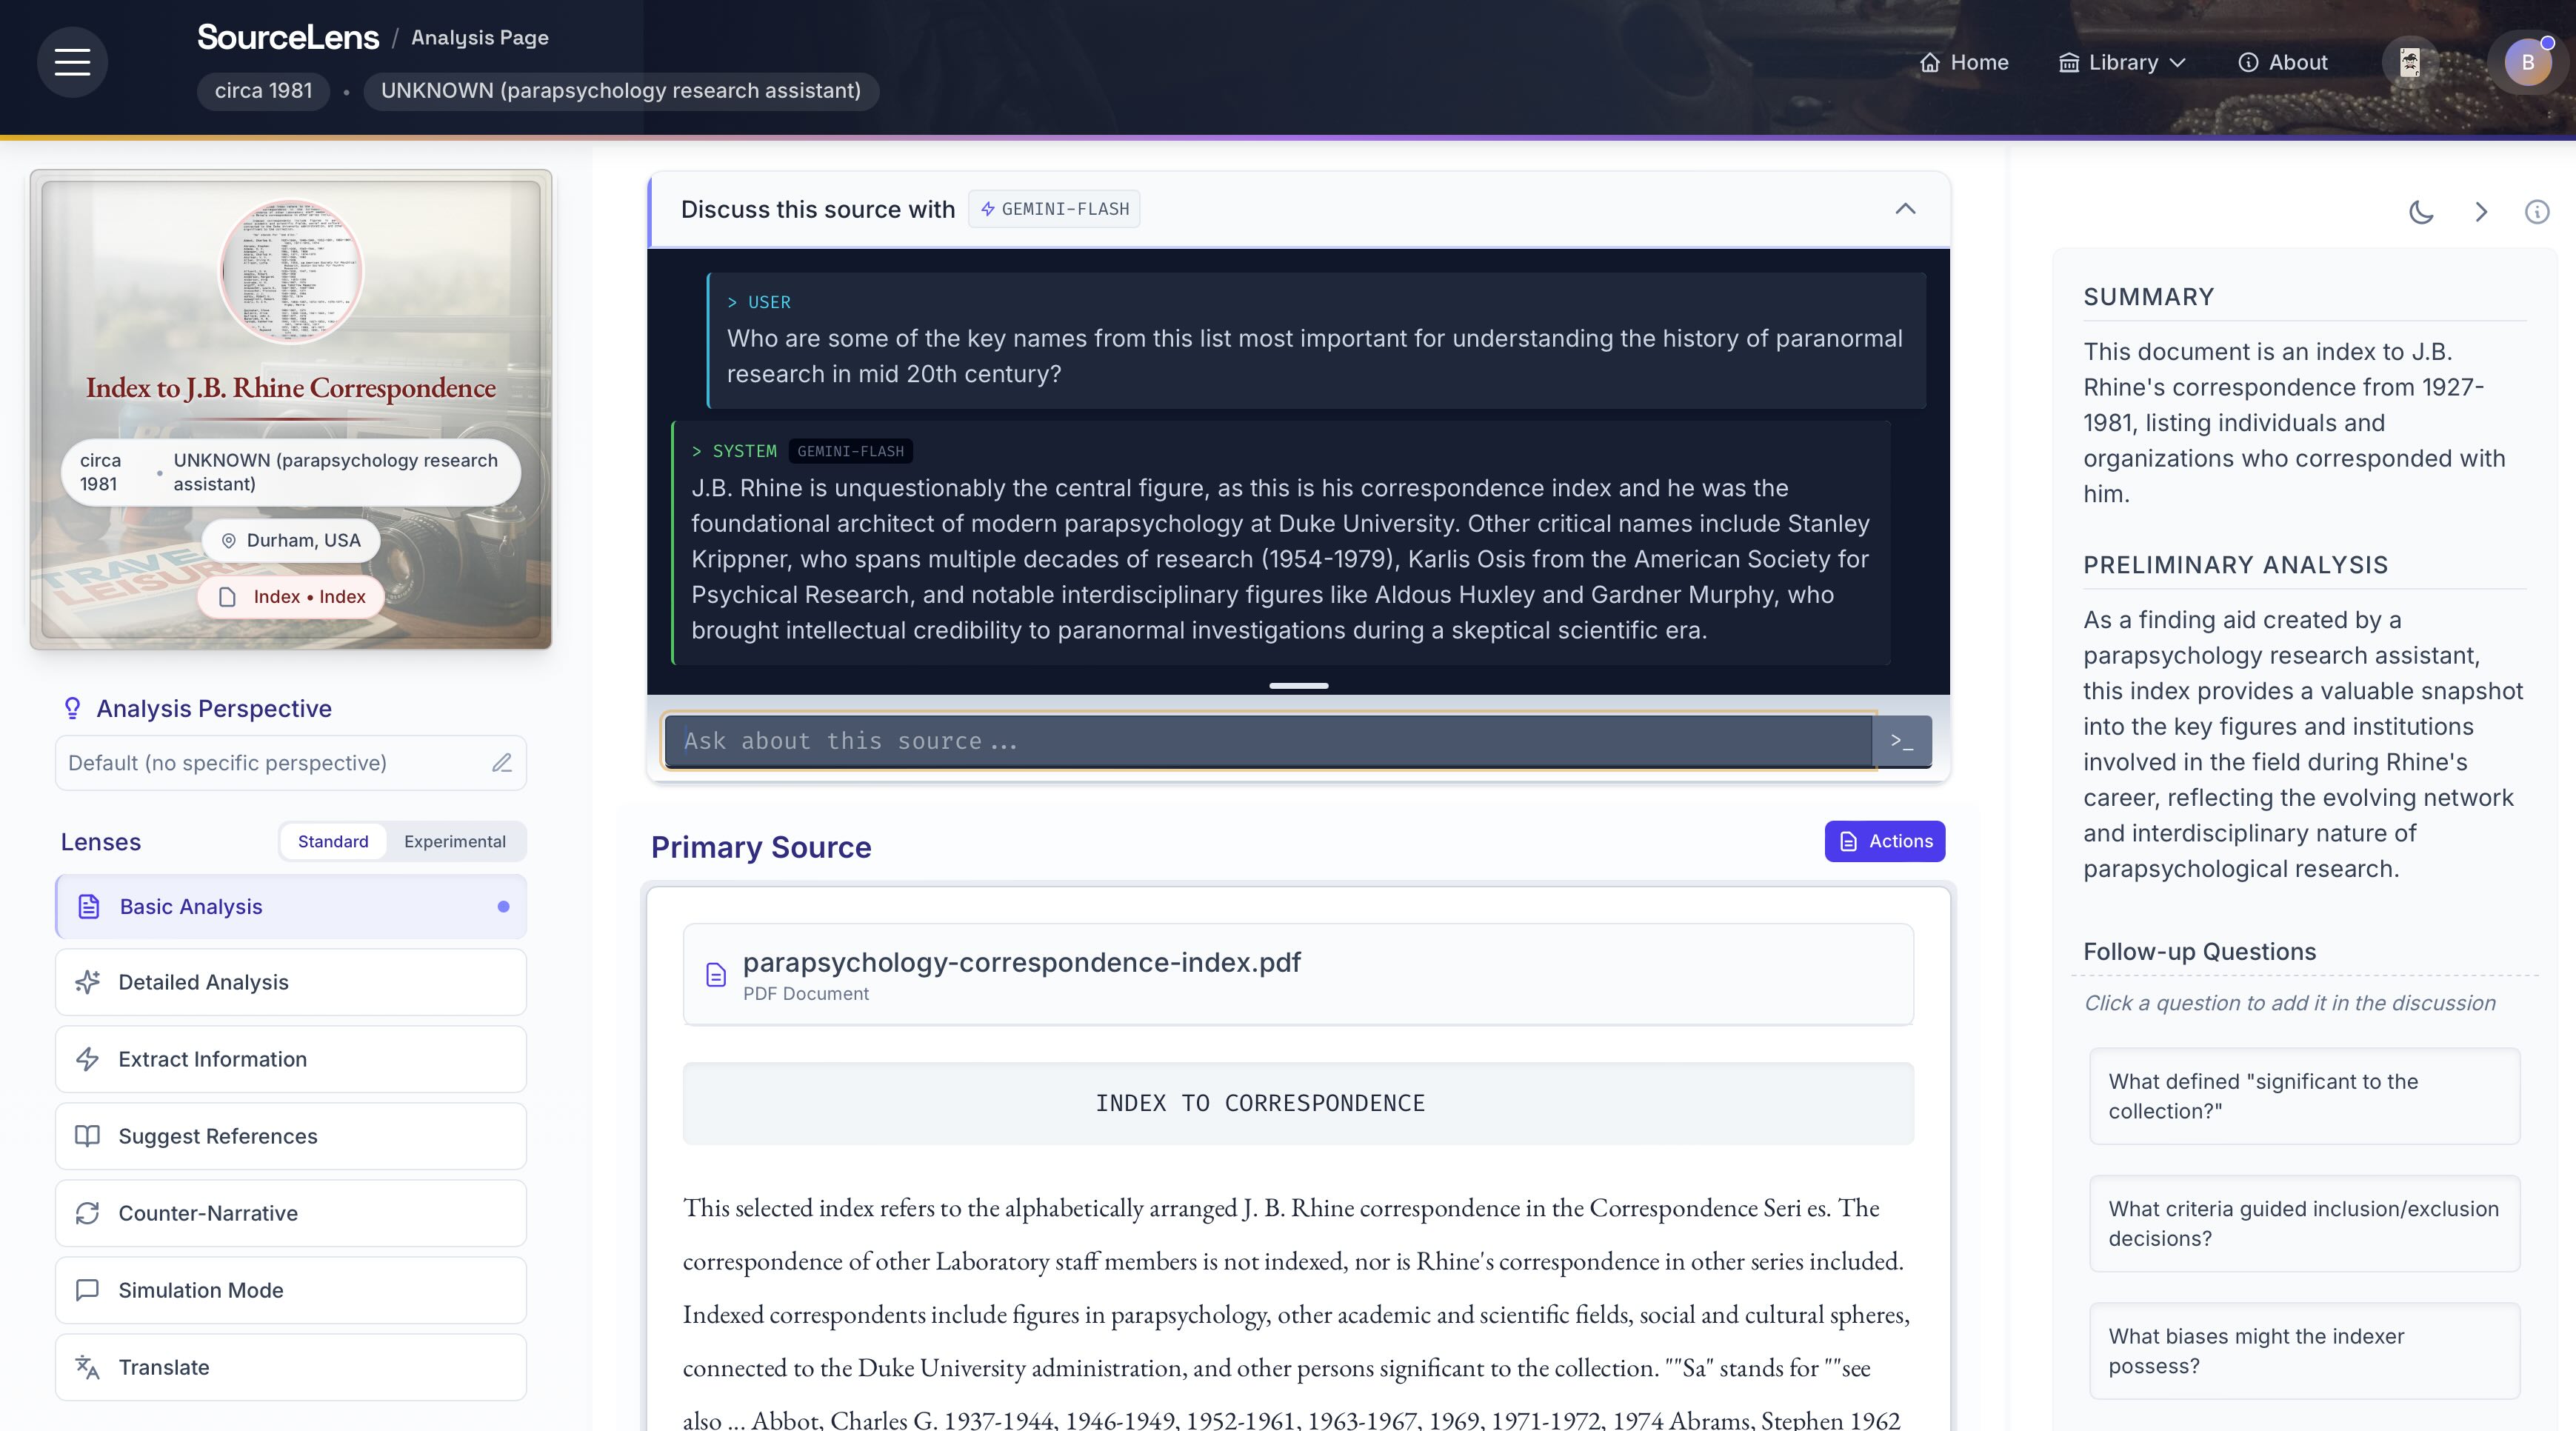 SourceLens / Analysis Page
circa 1981 • UNKNOWN (parapsychology research assistant)
Home
Library
About
B
Index to J.B. Rhine Correspondence
circa 1981 • UNKNOWN (parapsychology research assistant)
Durham, USA
TRAVEL
LEISURE
Index • Index
Analysis Perspective
Default (no specific perspective)
Lenses
Standard
Experimental
Basic Analysis
Detailed Analysis
Extract Information
Suggest References
Counter-Narrative
Simulation Mode
Translate
Discuss this source with GEMINI-FLASH
> USER
Who are some of the key names from this list most important for understanding the history of paranormal
research in mid 20th century?
> SYSTEM GEMINI-FLASH
J.B. Rhine is unquestionably the central figure, as this is his correspondence index and he was the
foundational architect of modern parapsychology at Duke University. Other critical names include Stanley
Krippner, who spans multiple decades of research (1954-1979), Karlis Osis from the American Society for
Psychical Research, and notable interdisciplinary figures like Aldous Huxley and Gardner Murphy, who
brought intellectual credibility to paranormal investigations during a skeptical scientific era.
Ask about this source...
>_
Primary Source
Actions
parapsychology-correspondence-index.pdf
PDF Document
INDEX TO CORRESPONDENCE
This selected index refers to the alphabetically arranged J. B. Rhine correspondence in the Correspondence Seri es. The
correspondence of other Laboratory staff members is not indexed, nor is Rhine's correspondence in other series included.
Indexed correspondents include figures in parapsychology, other academic and scientific fields, social and cultural spheres,
connected to the Duke University administration, and other persons significant to the collection. ""Sa" stands for ""see
also ... Abbot, Charles G. 1937-1944, 1946-1949, 1952-1961, 1963-1967, 1969, 1971-1972, 1974 Abrams, Stephen 1962
SUMMARY
This document is an index to J.B.
Rhine's correspondence from 1927-
1981, listing individuals and
organizations who corresponded with
him.
PRELIMINARY ANALYSIS
As a finding aid created by a
parapsychology research assistant,
this index provides a valuable snapshot
into the key figures and institutions
involved in the field during Rhine's
career, reflecting the evolving network
and interdisciplinary nature of
parapsychological research.
Follow-up Questions
Click a question to add it in the discussion
What defined "significant to the
collection?"
What criteria guided inclusion/exclusion
decisions?
What biases might the indexer
possess?